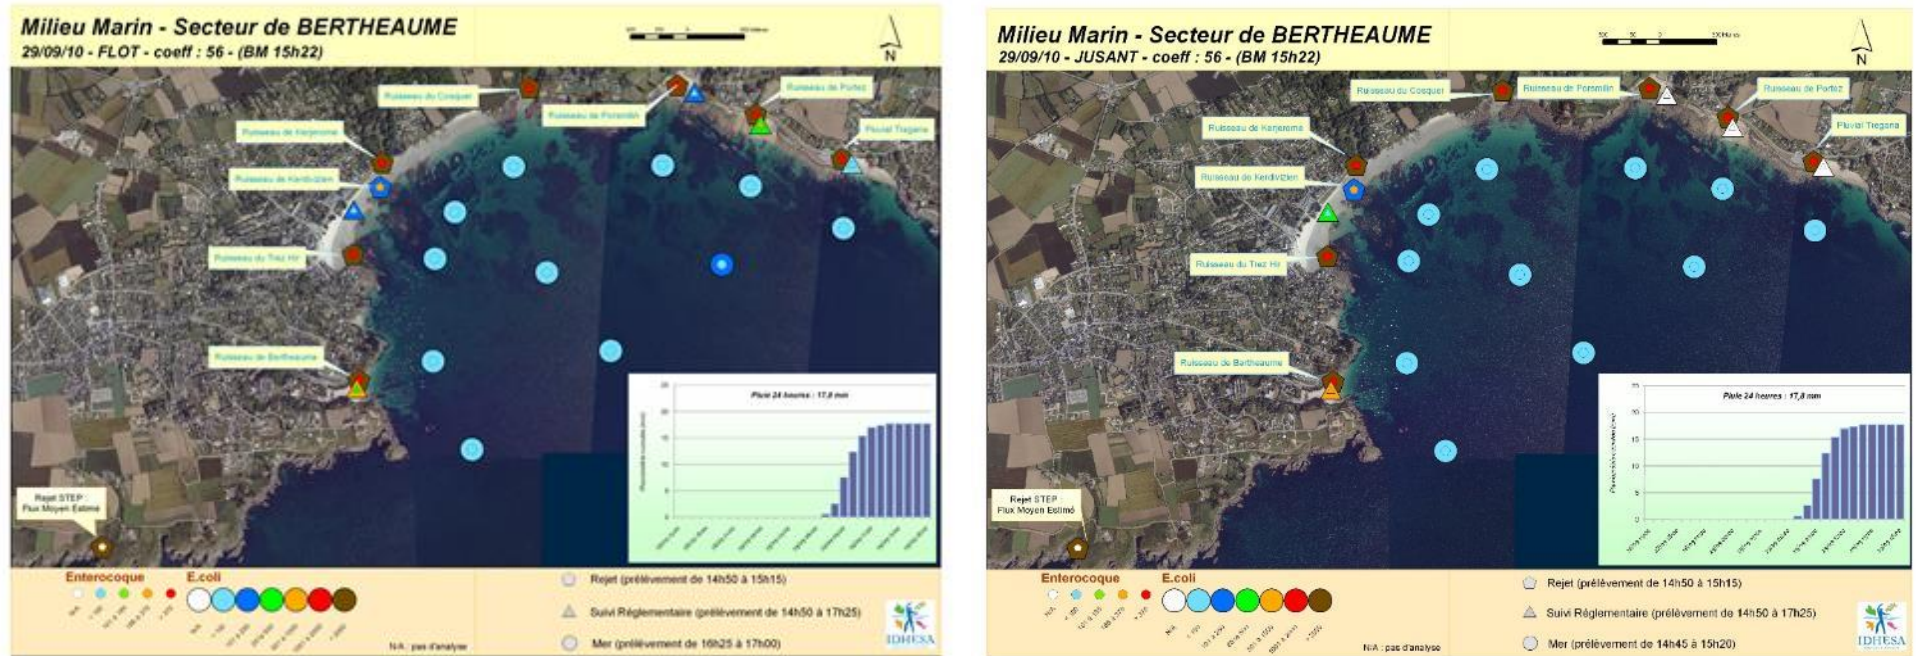 Milieu Marin - Secteur de BERTHEAUME
29/09/10 - FLOT - coeff : 56 - (BM 15h22)
N
Ruisseau du Cosquer
Ruisseau de Porsmilin
Ruisseau de Portez
Pluvial Tregana
Ruisseau de Kerjerome
Ruisseau de Kerdivizien
Ruisseau du Trez Hir
Ruisseau de Bertheaume
Rejet STEP :
Flux Moyen Estimé
Pluie 24 heures : 17,8 mm
Enterocoque
E.coli
N/A
N/A
Rejet (prélèvement de 14h50 à 15h15)
Suivi Réglementaire (prélèvement de 14h50 à 17h25)
Mer (prélèvement de 16h25 à 17h00)
N/A : pas d'analyse
IDHESA
Milieu Marin - Secteur de BERTHEAUME
29/09/10 - JUSANT - coeff : 56 - (BM 15h22)
N
Ruisseau du Cosquer
Ruisseau de Porsmilin
Ruisseau de Portez
Pluvial Tregana
Ruisseau de Kerjerome
Ruisseau de Kerdivizien
Ruisseau du Trez Hir
Ruisseau de Bertheaume
Rejet STEP :
Flux Moyen Estimé
Pluie 24 heures : 17,8 mm
Enterocoque
E.coli
N/A
N/A
Rejet (prélèvement de 14h50 à 15h15)
Suivi Réglementaire (prélèvement de 14h50 à 17h25)
Mer (prélèvement de 14h45 à 15h20)
N/A : pas d'analyse
IDHESA